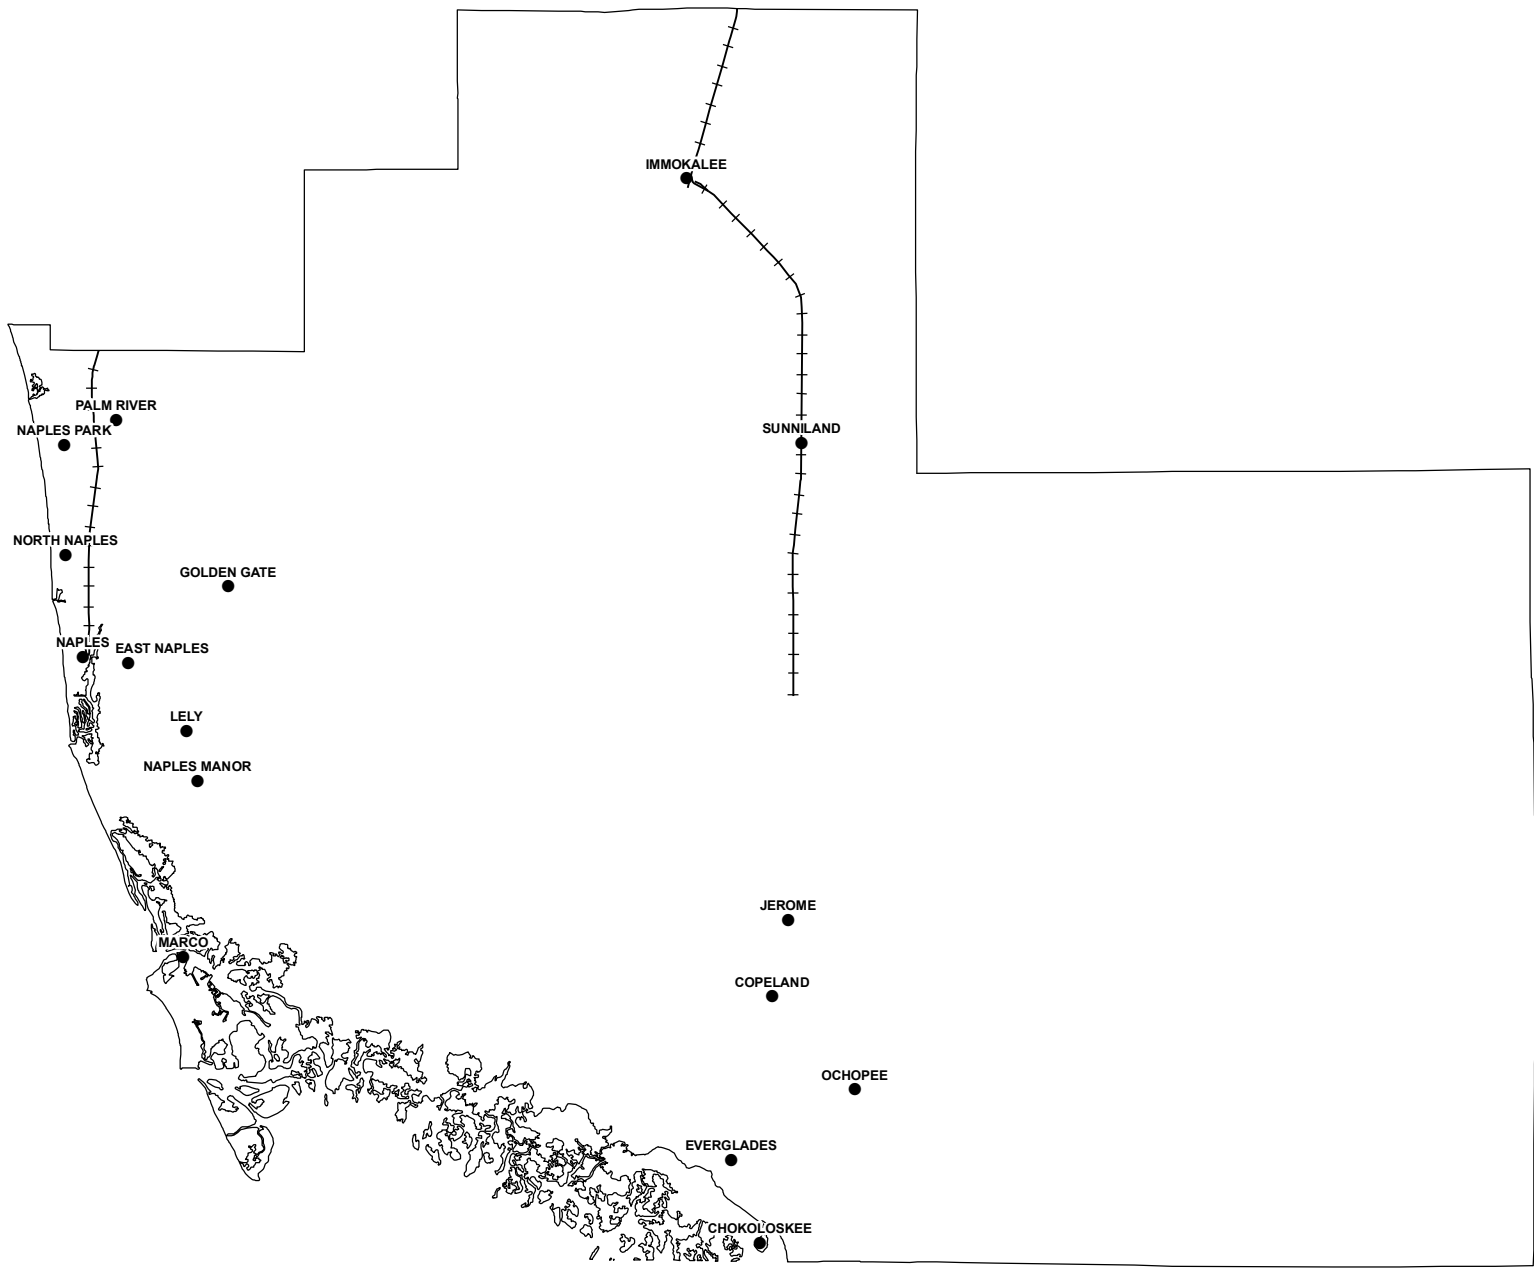 IMMOKALEE
PALM RIVER
NAPLES PARK
SUNNILAND
NORTH NAPLES
GOLDEN GATE
NAPLES
EAST NAPLES
LELY
NAPLES MANOR
JEROME
MARCO
COPELAND
OCHOPEE
EVERGLADES
CHOKOLOSKEE